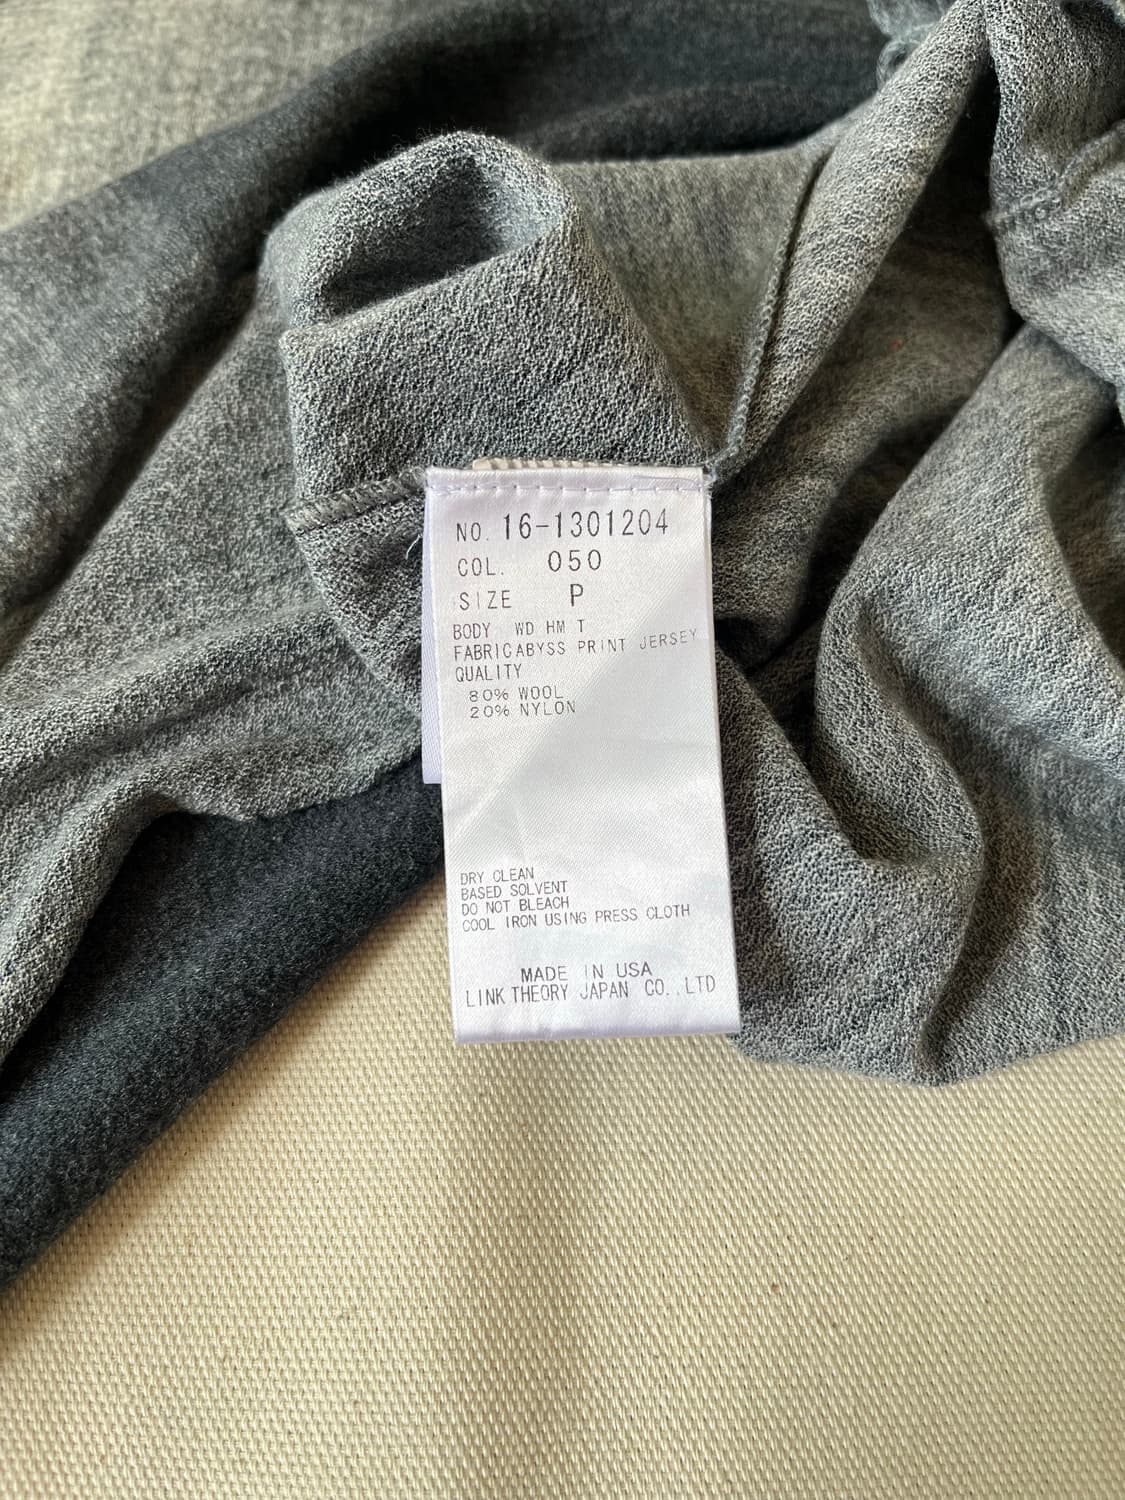 NO. 16-1301204
COL. 050
SIZE P
BODY WD HM T
FABRICABYSS PRINT JERSEY
QUALITY
80% WOOL
20% NYLON
DRY CLEAN
BASED SOLVENT
DO NOT BLEACH
COOL IRON USING PRESS CLOTH
MADE IN USA
LINK THEORY JAPAN CO.,LTD